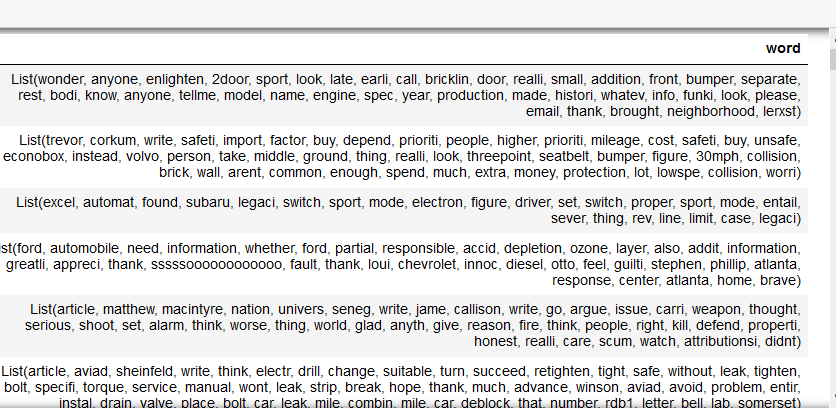 word
List(wonder, anyone, enlighten, 2door, sport, look, late, earli, call, bricklin, door, realli, small, addition, front, bumper, separate,
rest, bodi, know, anyone, tellme, model, name, engine, spec, year, production, made, histori, whatev, info, funki, look, please,
email, thank, brought, neighborhood, lerxst)
List(trevor, corkum, write, safeti, import, factor, buy, depend, prioriti, people, higher, prioriti, mileage, cost, safeti, buy, unsafe,
econobox, instead, volvo, person, take, middle, ground, thing, realli, look, threepoint, seatbelt, bumper, figure, 30mph, collision,
brick, wall, arent, common, enough, spend, much, extra, money, protection, lot, lowspe, collision, worri)
List(excel, automat, found, subaru, legaci, switch, sport, mode, electron, figure, driver, set, switch, proper, sport, mode, entail,
sever, thing, rev, line, limit, case, legaci)
ist(ford, automobile, need, information, whether, ford, partial, responsible, accid, depletion, ozone, layer, also, addit, information,
greatli, appreci, thank, sssssoooooooooooo, fault, thank, loui, chevrolet, innoc, diesel, otto, feel, guilti, stephen, phillip, atlanta,
response, center, atlanta, home, brave)
List(article, matthew, macintyre, nation, univers, seneg, write, jame, callison, write, go, argue, issue, carri, weapon, thought,
serious, shoot, set, alarm, think, worse, thing, world, glad, anyth, give, reason, fire, think, people, right, kill, defend, properti,
honest, realli, care, scum, watch, attributionsi, didnt)
List(article, aviad, sheinfeld, write, think, electr, drill, change, suitable, turn, succeed, retighten, tight, safe, without, leak, tighten,
bolt, specifi, torque, service, manual, wont, leak, strip, break, hope, thank, much, advance, winson, aviad, avoid, problem, entir,
instal, drain, valve, place, bolt, car, leak, mile, combin, mile, car, deblock, that, number, rdb1, letter, bell, lab, somerset)